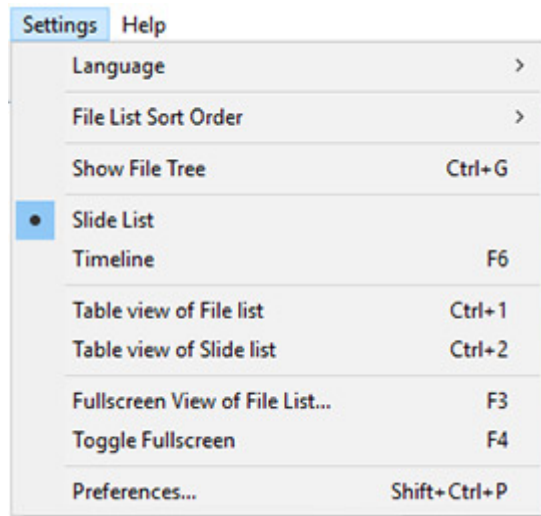 Settings Help
Language >
File List Sort Order >
Show File Tree Ctrl+G
Slide List
Timeline F6
Table view of File list Ctrl+1
Table view of Slide list Ctrl+2
Fullscreen View of File List... F3
Toggle Fullscreen F4
Preferences... Shift+Ctrl+P